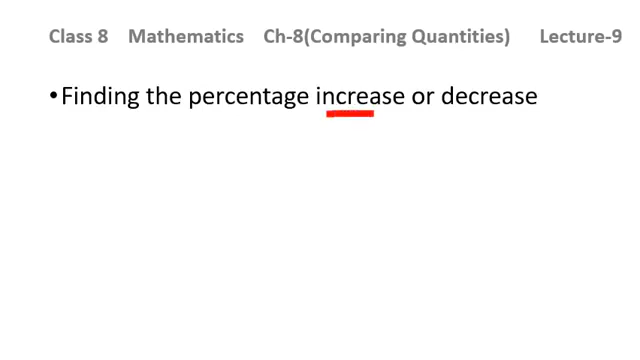 Class 8 Mathematics Ch-8(Comparing Quantities) Lecture-9
•Finding the percentage increase or decrease